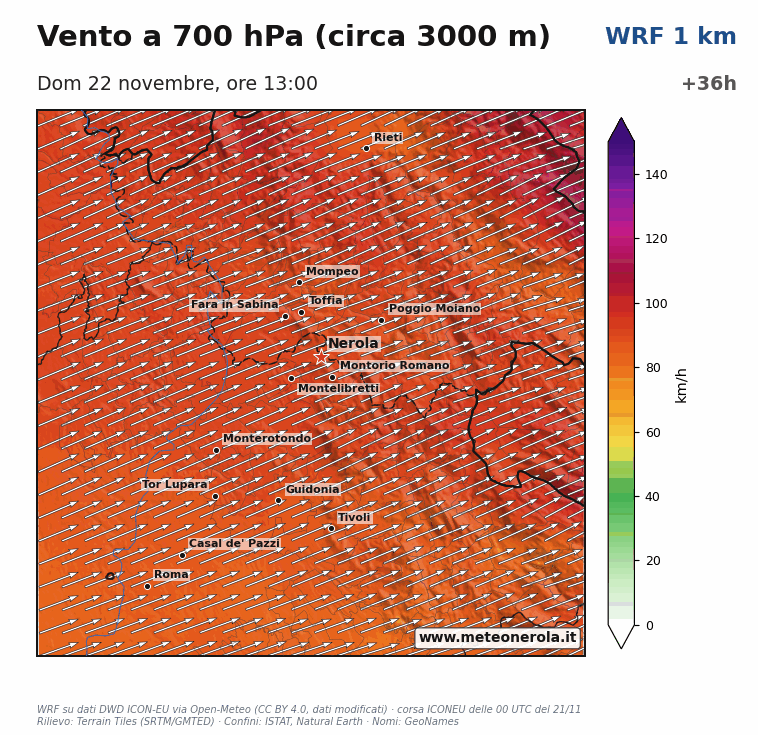 Vento a 700 hPa (circa 3000 m)
WRF 1 km
Dom 22 novembre, ore 13:00
+36h
Rieti
Mompeo
Toffia
Fara in Sabina
Poggio Moiano
Nerola
Montorio Romano
Montelibretti
Monterotondo
Tor Lupara
Guidonia
Tivoli
Casal de' Pazzi
Roma
www.meteonerola.it
140
120
100
80
60
40
20
0
km/h
WRF su dati DWD ICON-EU via Open-Meteo (CC BY 4.0, dati modificati) · corsa ICONEU delle 00 UTC del 21/11
Rilievo: Terrain Tiles (SRTM/GMTED) · Confini: ISTAT, Natural Earth · Nomi: GeoNames